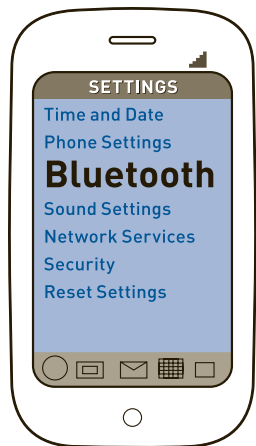 SETTINGS
Time and Date
Phone Settings
Bluetooth
Sound Settings
Network Services
Security
Reset Settings